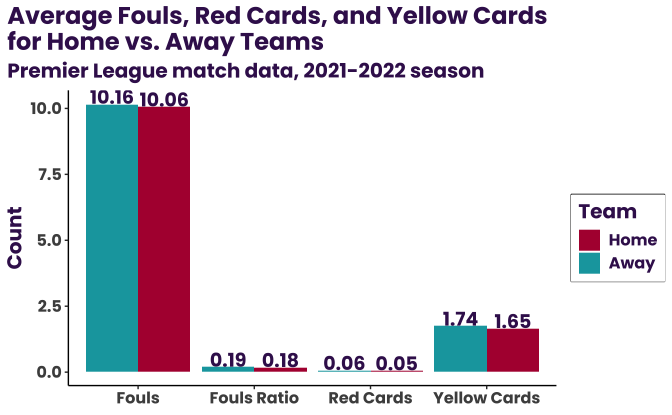 Average Fouls, Red Cards, and Yellow Cards
for Home vs. Away Teams
Premier League match data, 2021-2022 season
10.16 10.06
10.0
7.5
5.0
2.5
0.0
Count
0.19 0.18
0.06 0.05
1.74 1.65
Fouls Fouls Ratio Red Cards Yellow Cards
Team
Home
Away